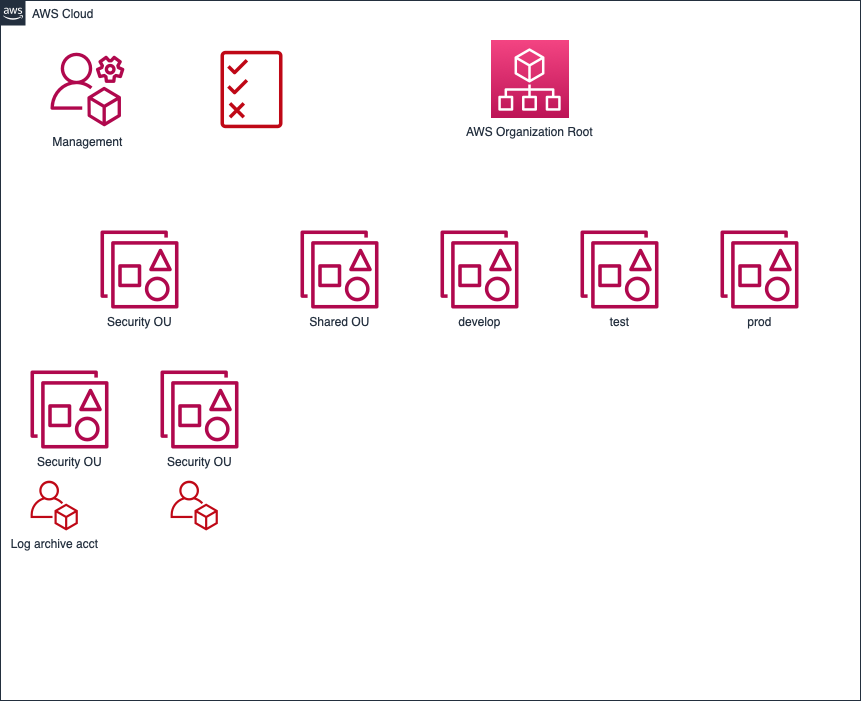 aws
AWS Cloud
Management
AWS Organization Root
Security OU
Shared OU
develop
test
prod
Security OU
Security OU
Log archive acct